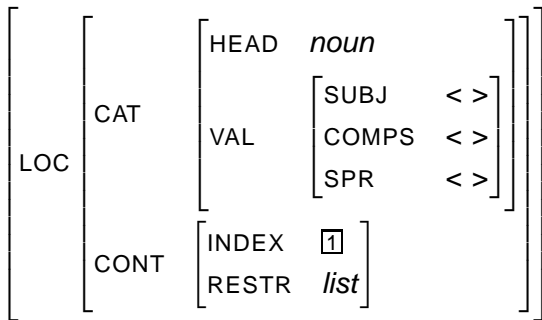 HEAD noun
SUBJ < >
CAT
VAL COMPS < >
LOC
SPR < >
INDEX 1
CONT
RESTR list